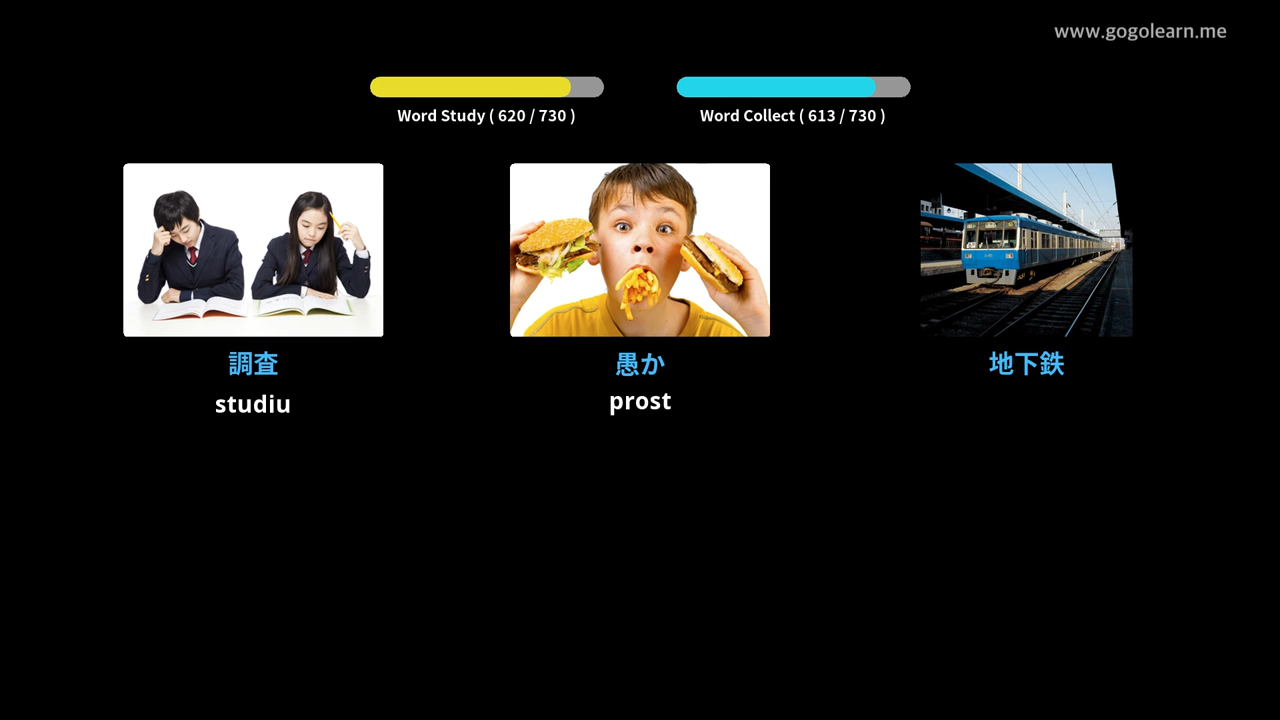 www.gogolearn.me
Word Study ( 620 / 730 )
Word Collect ( 613 / 730 )
調査
愚か
地下鉄
studiu
prost